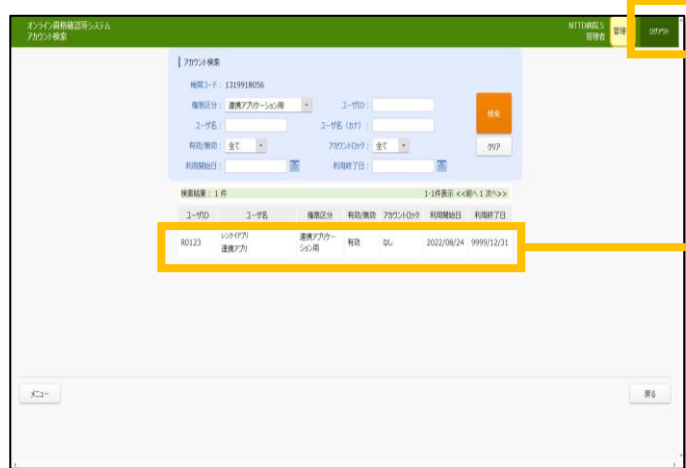 オンライン資格確認等システム
アカウント検索
NTTD病院5
管理者
管理
ログアウト
アカウント検索
機関コード： 1319918056
権限区分： 連携アプリケーション用 ユーザID：
ユーザ名： ユーザ名（カナ）：
検索
有効/無効： 全て アカウントロック： 全て
クリア
利用開始日： 利用終了日：
検索結果： 1 件 1-1件表示 <<前へ 1 次へ>>
ユーザID ユーザ名 権限区分 有効/無効 アカウントロック 利用開始日 利用終了日
R0123 レンケイアプリ 連携アプリ 連携アプリケーション用 有効 なし 2022/08/24 9999/12/31
メニュー 戻る